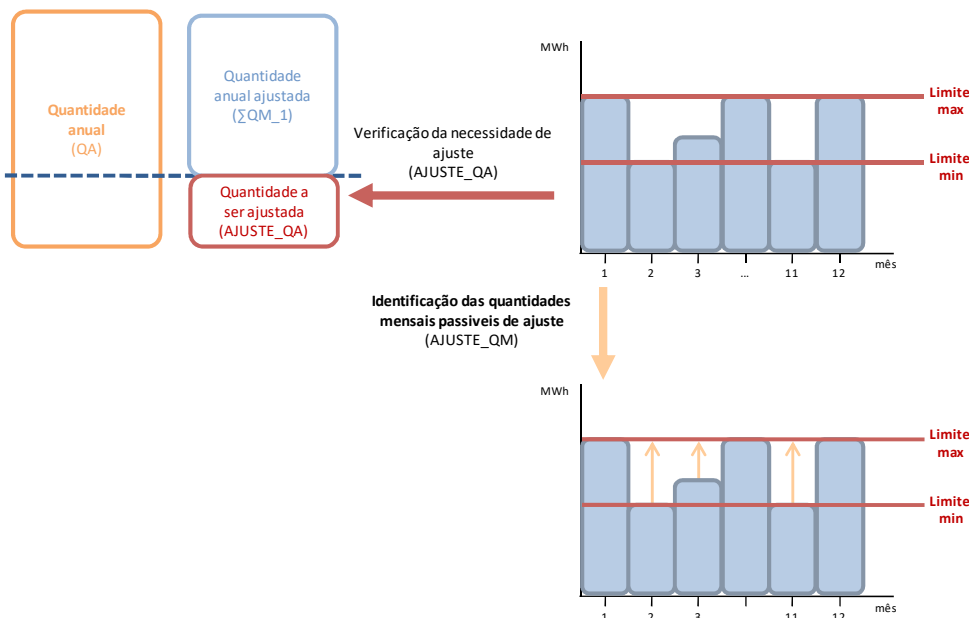 Quantidade
anual
(QA)
Quantidade
anual ajustada
(∑QM_1)
Quantidade a
ser ajustada
(AJUSTE_QA)
Verificação da necessidade de
ajuste
(AJUSTE_QA)
MWh
Limite
max
Limite
min
1 2 3 ... 11 12
mês
Identificação das quantidades
mensais passiveis de ajuste
(AJUSTE_QM)
MWh
Limite
max
Limite
min
1 2 3 11 12
mês